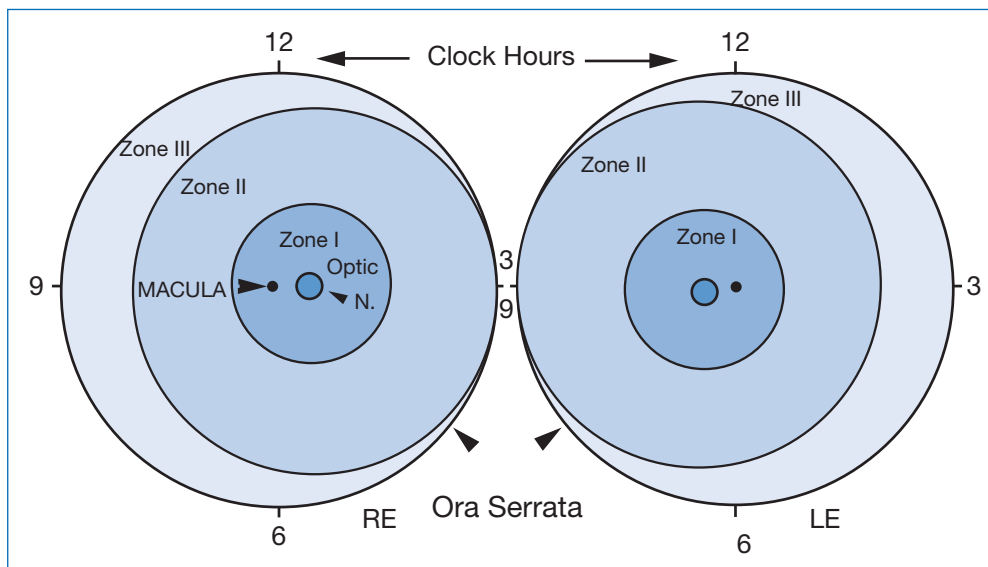 12
Clock Hours
12
Zone III
Zone III
Zone II
Zone II
Zone I
Zone I
Optic
N.
MACULA
9
3
9
3
Ora Serrata
RE
LE
6
6